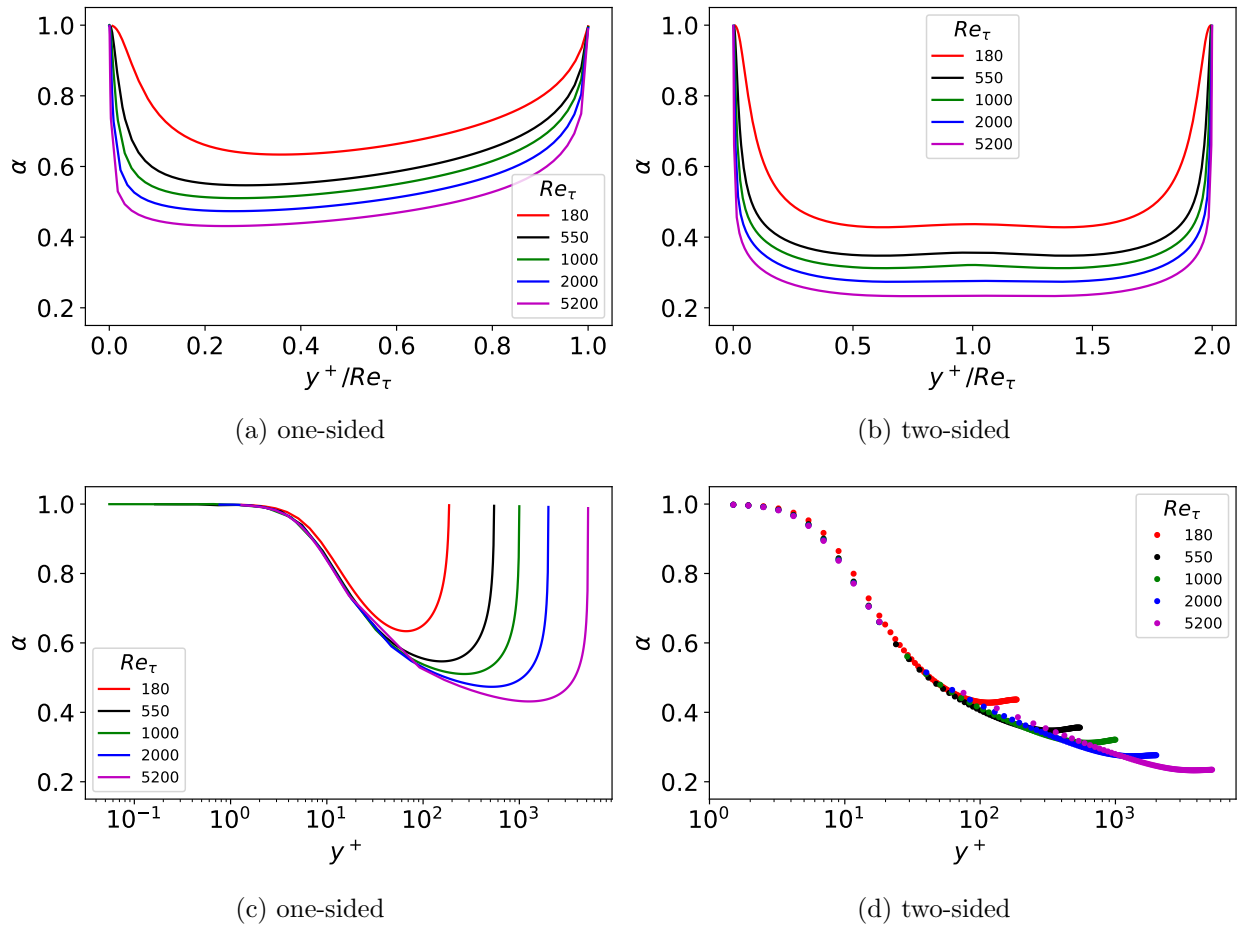 1.0
0.8
0.6
0.4
0.2
α
0.0 0.2 0.4 0.6 0.8 1.0
y⁺/Re_τ
Re_τ
180
550
1000
2000
5200
(a) one-sided
1.0
0.8
0.6
0.4
0.2
α
0.0 0.5 1.0 1.5 2.0
y⁺/Re_τ
Re_τ
180
550
1000
2000
5200
(b) two-sided
1.0
0.8
0.6
0.4
0.2
α
10⁻¹ 10⁰ 10¹ 10² 10³
y⁺
Re_τ
180
550
1000
2000
5200
(c) one-sided
1.0
0.8
0.6
0.4
0.2
α
10⁰ 10¹ 10² 10³
y⁺
Re_τ
180
550
1000
2000
5200
(d) two-sided